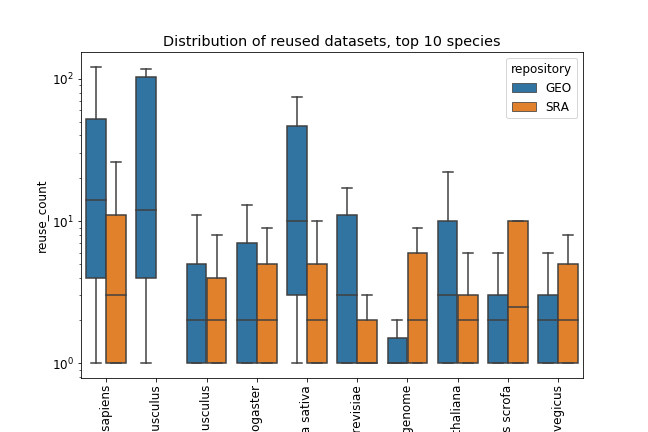 Distribution of reused datasets, top 10 species
repository
GEO
SRA
10²
10¹
10⁰
reuse_count
sapiens
usculus
usculus
ogaster
a sativa
revisiae
genome
thaliana
s scrofa
vegicus